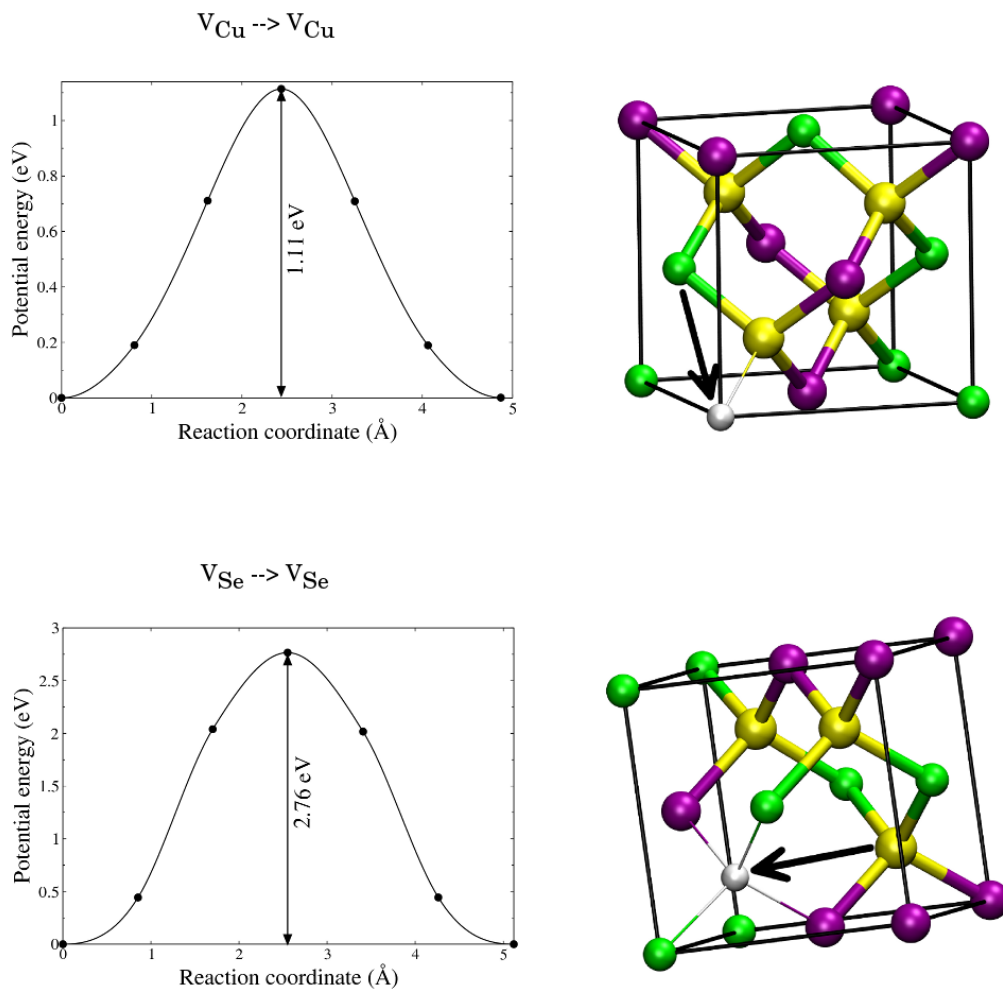 V_Cu --> V_Cu
Potential energy (eV)
1
0.8
0.6
0.4
0.2
0
1.11 eV
0 1 2 3 4 5
Reaction coordinate (Å)
V_Se --> V_Se
Potential energy (eV)
3
2.5
2
1.5
1
0.5
0
2.76 eV
0 1 2 3 4 5
Reaction coordinate (Å)